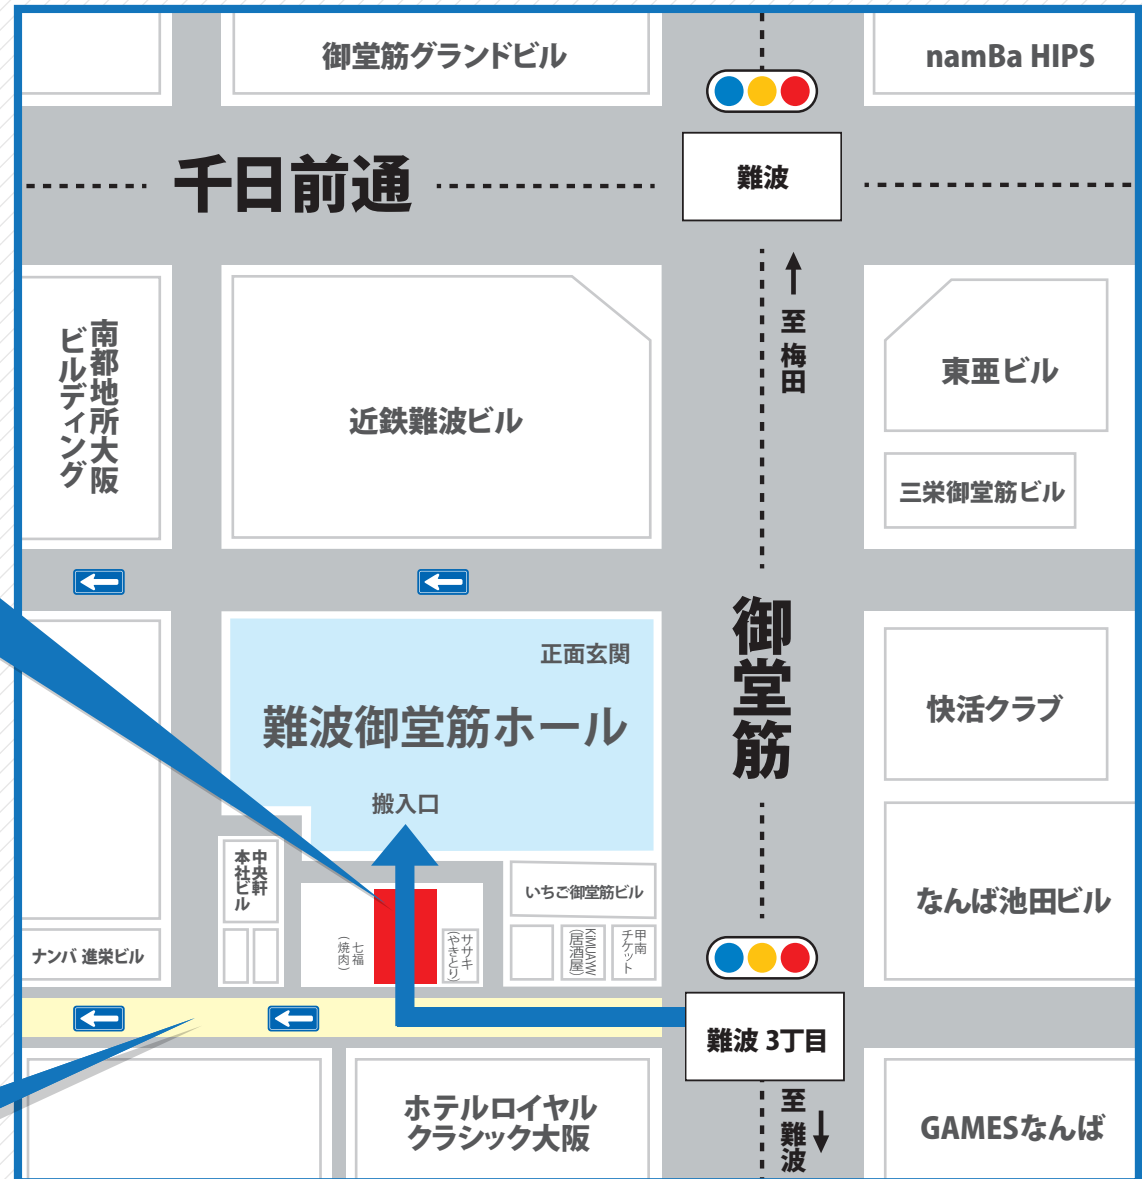 御堂筋グランドビル
namBa HIPS
千日前通
難波
至 梅田
南都地所大阪
ビルディング
近鉄難波ビル
東亜ビル
三栄御堂筋ビル
御堂筋
正面玄関
難波御堂筋ホール
搬入口
快活クラブ
中央軒
本社ビル
いちご御堂筋ビル
なんば池田ビル
ナンバ 進栄ビル
七福
(焼肉)
ササキ
(やきとり)
KIMIJAYW
(居酒屋)
甲南
チケット
難波 3丁目
至 難波
ホテルロイヤル
クラシック大阪
GAMESなんば